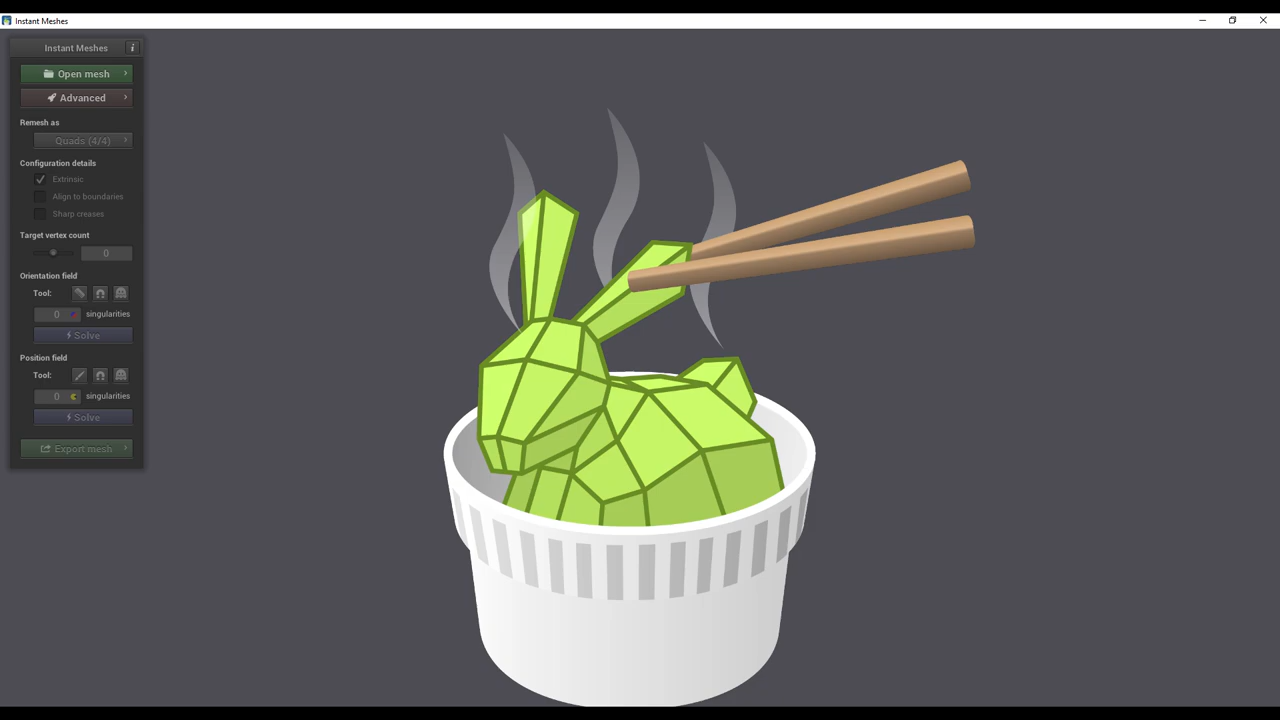 Instant Meshes
Instant Meshes i
Open mesh
Advanced
Remesh as
Quads (4/4)
Configuration details
Extrinsic
Align to boundaries
Sharp creases
Target vertex count
0
Orientation field
Tool:
0 singularities
Solve
Position field
Tool:
0 singularities
Solve
Export mesh